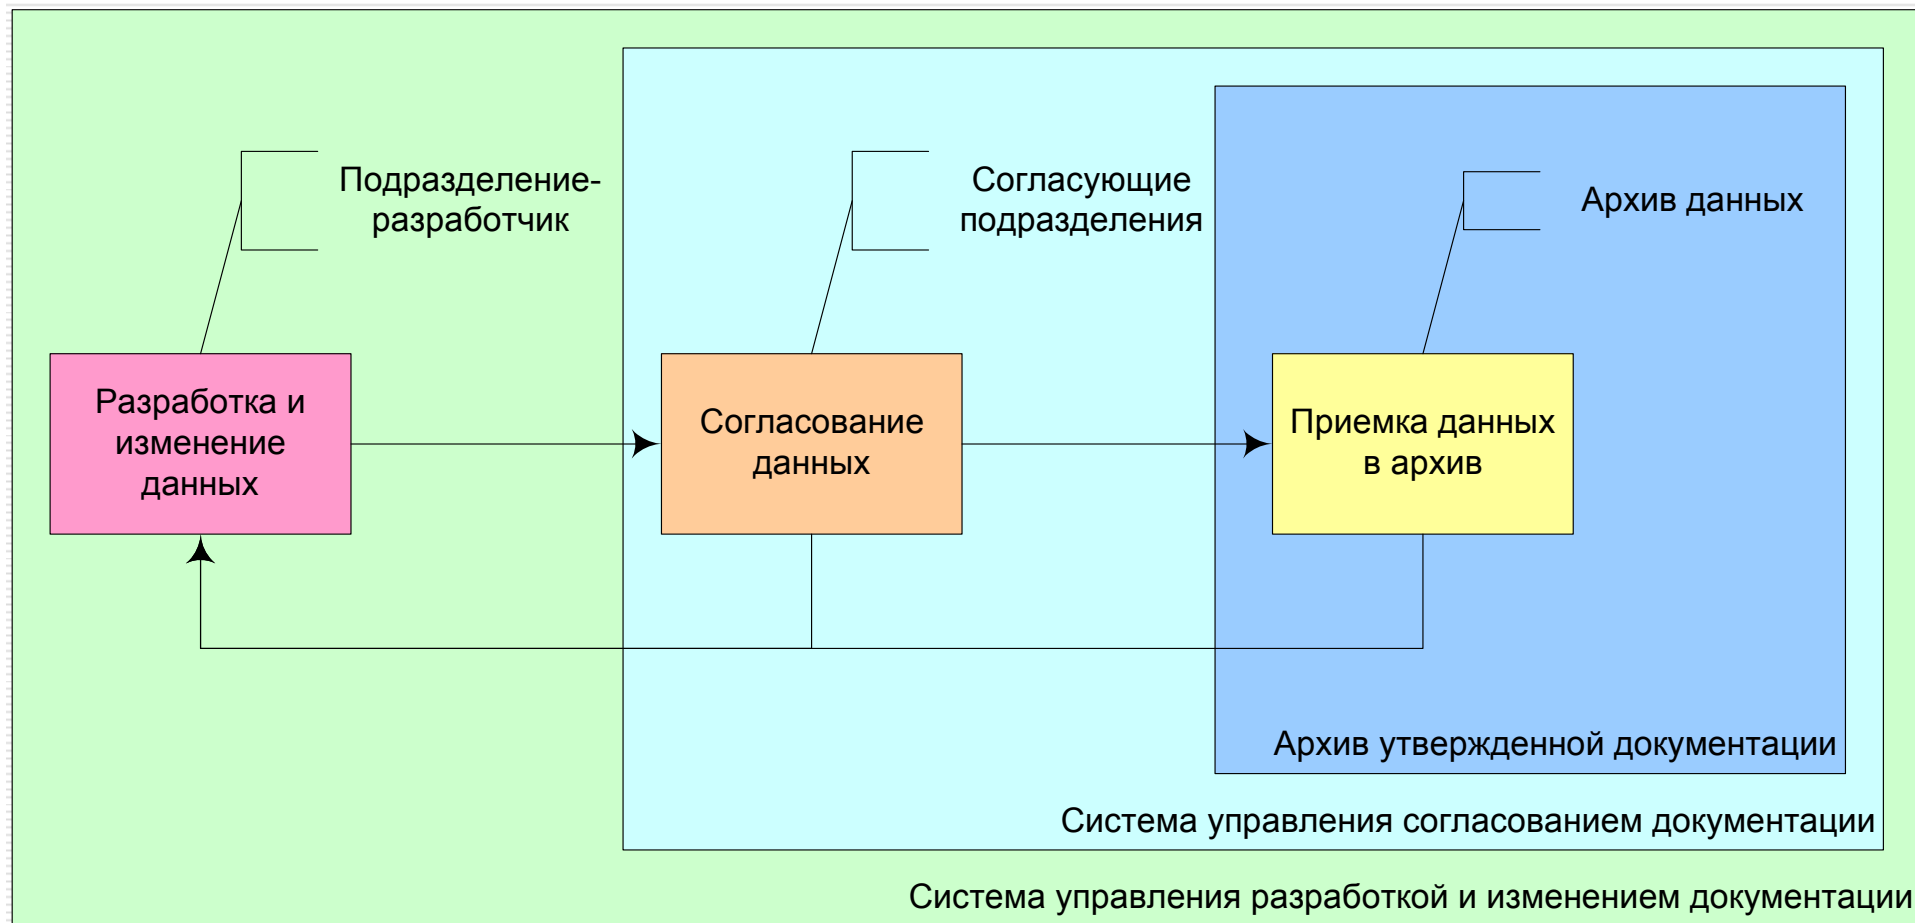 Подразделение-
разработчик
Согласующие
подразделения
Архив данных
Разработка и
изменение
данных
Согласование
данных
Приемка данных
в архив
Архив утвержденной документации
Система управления согласованием документации
Система управления разработкой и изменением документации